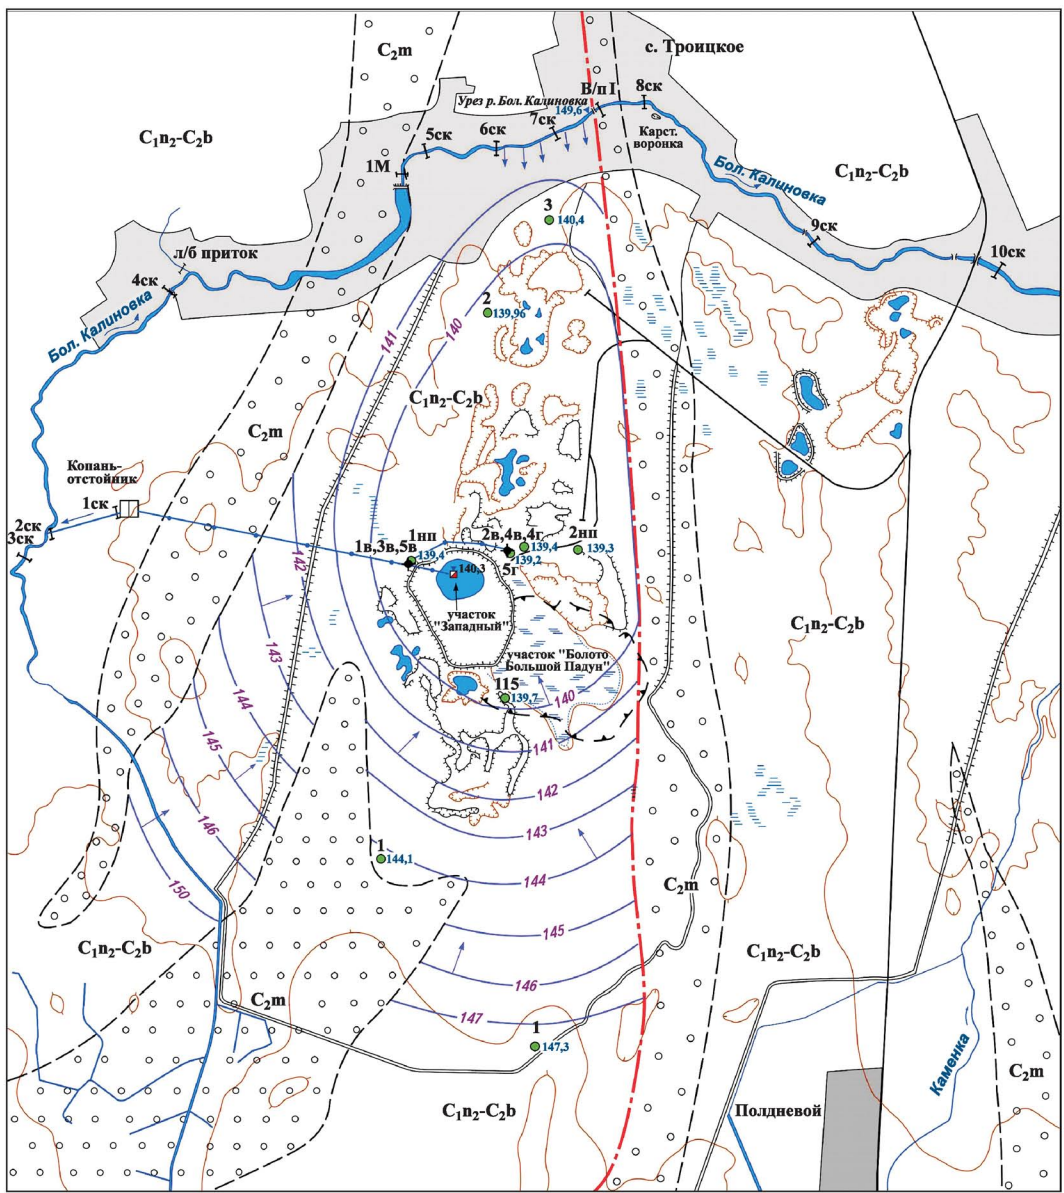 C₂m
с. Троицкое
В/п I
8ск
Урез р. Бол. Калиновка
149,6
7ск
6ск
5ск
Карст.
воронка
C₁n₂-C₂b
1М
Бол. Калиновка
C₁n₂-C₂b
3
140,4
9ск
л/б приток
10ск
4ск
Бол. Калиновка
2
139,96
141
140
C₁n₂-C₂b
C₂m
Копань-
отстойник
1ск
2ск
3ск
1нп
2в,4в,4г
2нп
1в,3в,5в
139,4
139,4
139,3
139,2
5г
140,3
142
участок
"Западный"
C₁n₂-C₂b
143
участок "Болото
Большой Падун"
115
139,7
140
144
145
141
142
146
143
1
144,1
144
150
C₂m
145
C₁n₂-C₂b
C₁n₂-C₂b
146
C₂m
147
1
147,3
Каменка
C₂m
C₁n₂-C₂b
Полдневой